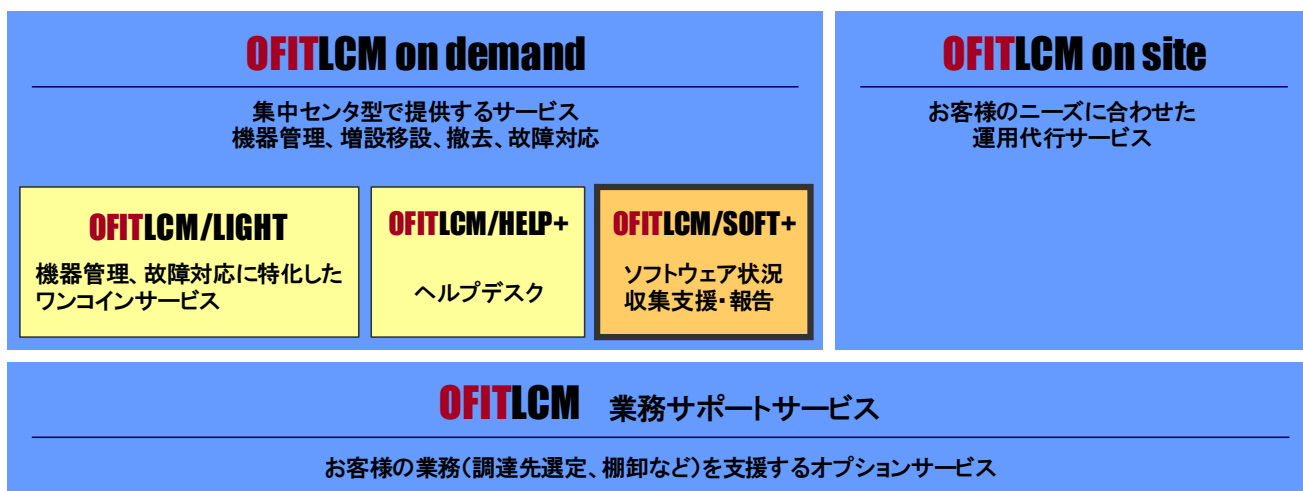 OFITLCM on demand
集中センタ型で提供するサービス
機器管理、増設移設、撤去、故障対応
OFITLCM/LIGHT
機器管理、故障対応に特化した
ワンコインサービス
OFITLCM/HELP+
ヘルプデスク
OFITLCM/SOFT+
ソフトウェア状況
収集支援・報告
OFITLCM on site
お客様のニーズに合わせた
運用代行サービス
OFITLCM 業務サポートサービス
お客様の業務（調達先選定、棚卸など）を支援するオプションサービス